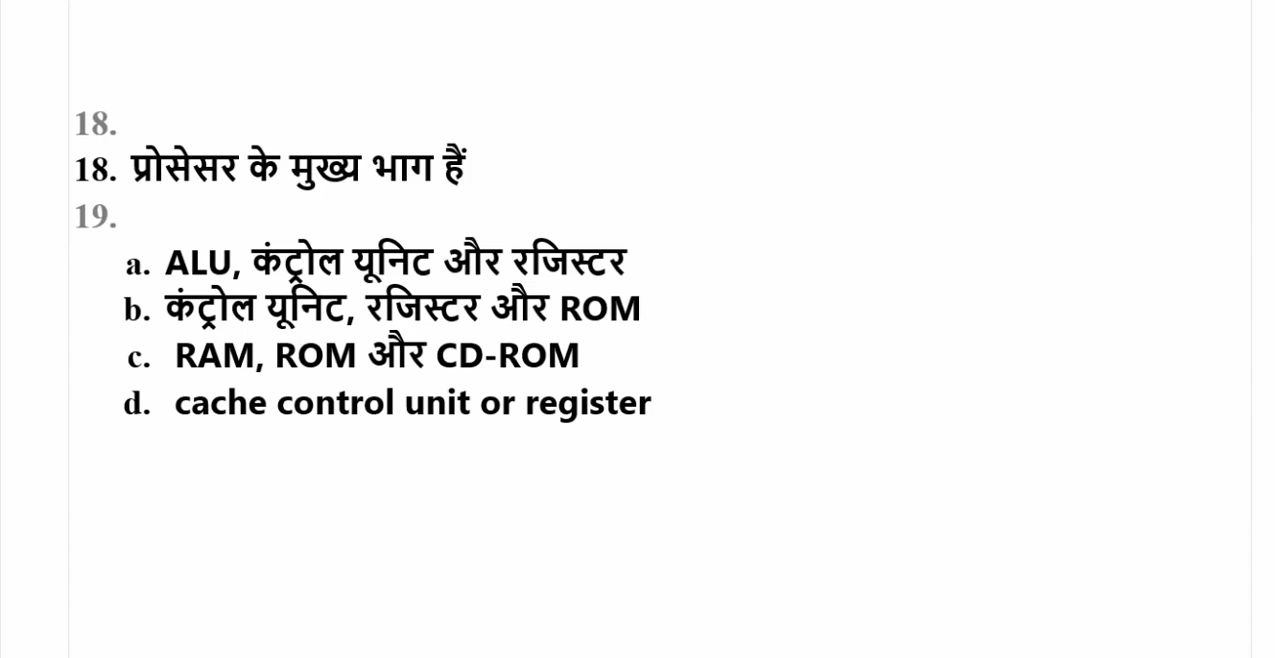 18.
18. प्रोसेसर के मुख्य भाग हैं
19.
a. ALU, कंट्रोल यूनिट और रजिस्टर
b. कंट्रोल यूनिट, रजिस्टर और ROM
c. RAM, ROM और CD-ROM
d. cache control unit or register